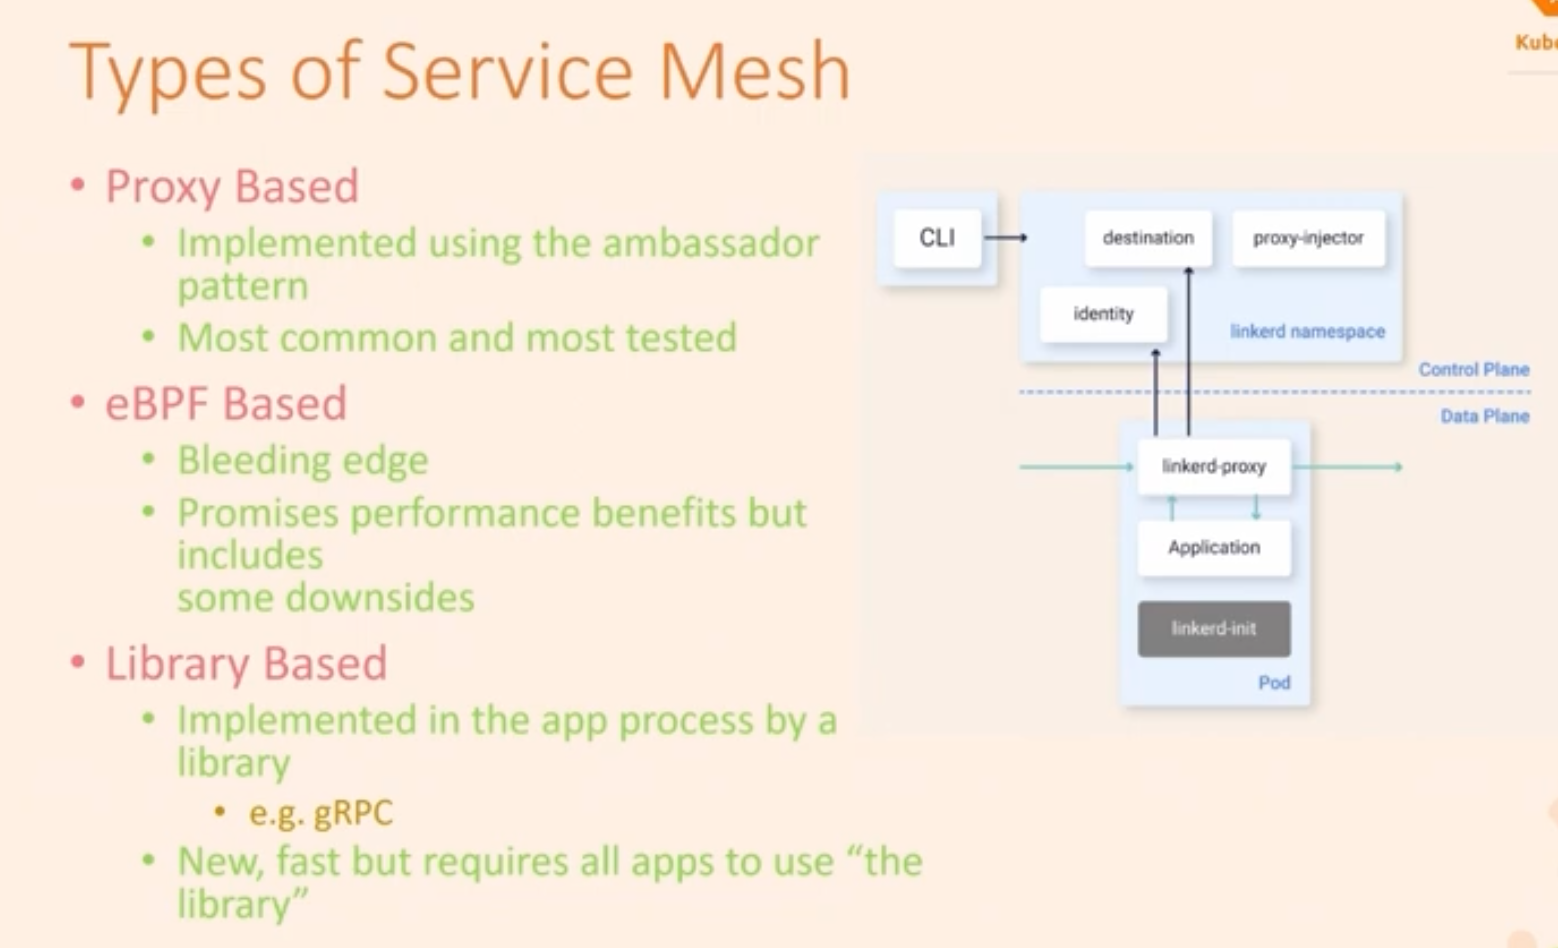 Types of Service Mesh
• Proxy Based
• Implemented using the ambassador
pattern
• Most common and most tested
• eBPF Based
• Bleeding edge
• Promises performance benefits but
includes
some downsides
• Library Based
• Implemented in the app process by a
library
• e.g. gRPC
• New, fast but requires all apps to use “the
library”
CLI
destination
proxy-injector
identity
linkerd namespace
Control Plane
Data Plane
linkerd-proxy
Application
linkerd-init
Pod